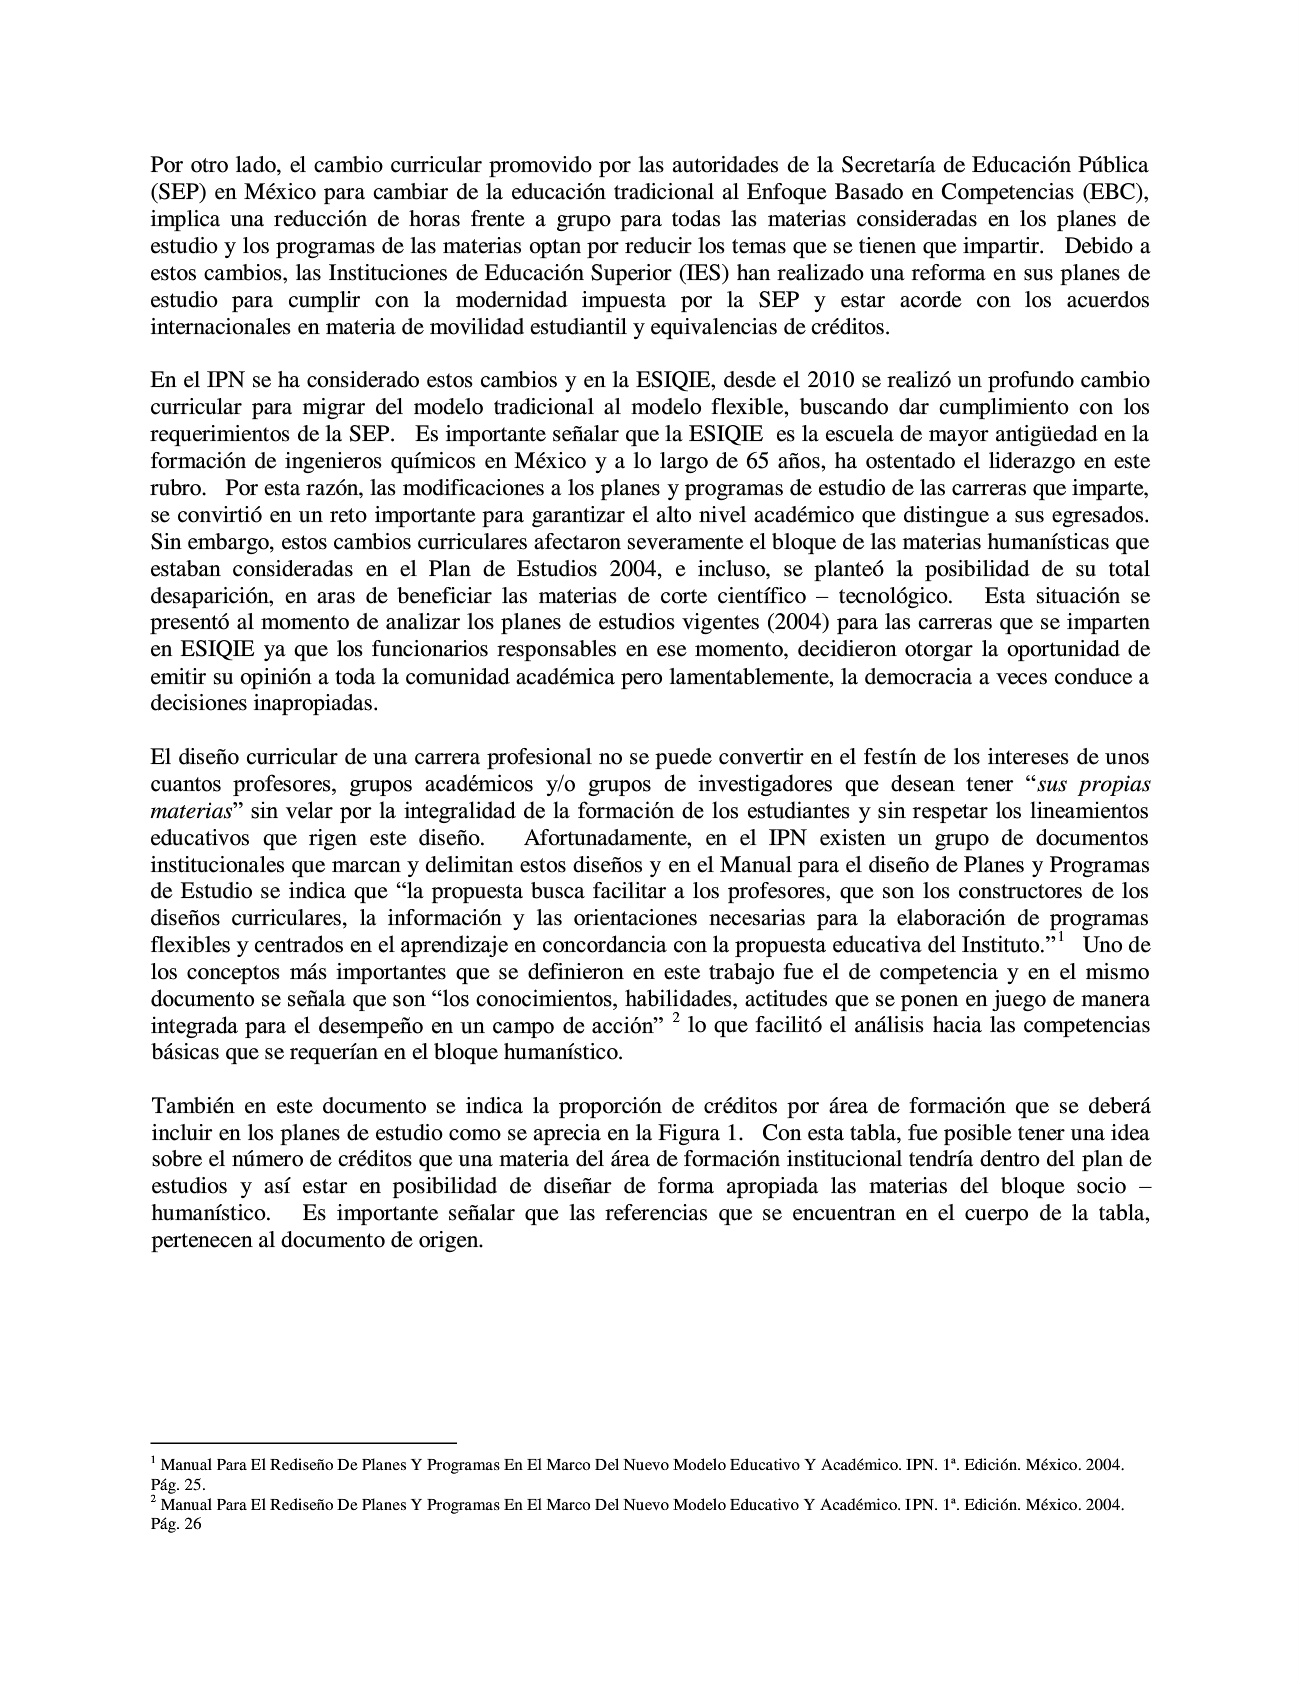 Por otro lado, el cambio curricular promovido por las autoridades de la Secretaría de Educación Pública
(SEP) en México para cambiar de la educación tradicional al Enfoque Basado en Competencias (EBC),
implica una reducción de horas frente a grupo para todas las materias consideradas en los planes de
estudio y los programas de las materias optan por reducir los temas que se tienen que impartir. Debido a
estos cambios, las Instituciones de Educación Superior (IES) han realizado una reforma en sus planes de
estudio para cumplir con la modernidad impuesta por la SEP y estar acorde con los acuerdos
internacionales en materia de movilidad estudiantil y equivalencias de créditos.
En el IPN se ha considerado estos cambios y en la ESIQIE, desde el 2010 se realizó un profundo cambio
curricular para migrar del modelo tradicional al modelo flexible, buscando dar cumplimiento con los
requerimientos de la SEP. Es importante señalar que la ESIQIE es la escuela de mayor antigüedad en la
formación de ingenieros químicos en México y a lo largo de 65 años, ha ostentado el liderazgo en este
rubro. Por esta razón, las modificaciones a los planes y programas de estudio de las carreras que imparte,
se convirtió en un reto importante para garantizar el alto nivel académico que distingue a sus egresados.
Sin embargo, estos cambios curriculares afectaron severamente el bloque de las materias humanísticas que
estaban consideradas en el Plan de Estudios 2004, e incluso, se planteó la posibilidad de su total
desaparición, en aras de beneficiar las materias de corte científico – tecnológico. Esta situación se
presentó al momento de analizar los planes de estudios vigentes (2004) para las carreras que se imparten
en ESIQIE ya que los funcionarios responsables en ese momento, decidieron otorgar la oportunidad de
emitir su opinión a toda la comunidad académica pero lamentablemente, la democracia a veces conduce a
decisiones inapropiadas.
El diseño curricular de una carrera profesional no se puede convertir en el festín de los intereses de unos
cuantos profesores, grupos académicos y/o grupos de investigadores que desean tener “sus propias
materias” sin velar por la integralidad de la formación de los estudiantes y sin respetar los lineamientos
educativos que rigen este diseño. Afortunadamente, en el IPN existen un grupo de documentos
institucionales que marcan y delimitan estos diseños y en el Manual para el diseño de Planes y Programas
de Estudio se indica que “la propuesta busca facilitar a los profesores, que son los constructores de los
diseños curriculares, la información y las orientaciones necesarias para la elaboración de programas
flexibles y centrados en el aprendizaje en concordancia con la propuesta educativa del Instituto.”1 Uno de
los conceptos más importantes que se definieron en este trabajo fue el de competencia y en el mismo
documento se señala que son “los conocimientos, habilidades, actitudes que se ponen en juego de manera
integrada para el desempeño en un campo de acción” 2 lo que facilitó el análisis hacia las competencias
básicas que se requerían en el bloque humanístico.
También en este documento se indica la proporción de créditos por área de formación que se deberá
incluir en los planes de estudio como se aprecia en la Figura 1. Con esta tabla, fue posible tener una idea
sobre el número de créditos que una materia del área de formación institucional tendría dentro del plan de
estudios y así estar en posibilidad de diseñar de forma apropiada las materias del bloque socio –
humanístico. Es importante señalar que las referencias que se encuentran en el cuerpo de la tabla,
pertenecen al documento de origen.
1 Manual Para El Rediseño De Planes Y Programas En El Marco Del Nuevo Modelo Educativo Y Académico. IPN. 1ª. Edición. México. 2004.
Pág. 25.
2 Manual Para El Rediseño De Planes Y Programas En El Marco Del Nuevo Modelo Educativo Y Académico. IPN. 1ª. Edición. México. 2004.
Pág. 26